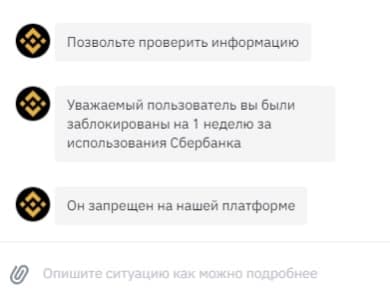 Позвольте проверить информацию
Уважаемый пользователь вы были
заблокированы на 1 неделю за
использования Сбербанка
Он запрещен на нашей платформе
Опишите ситуацию как можно подробнее